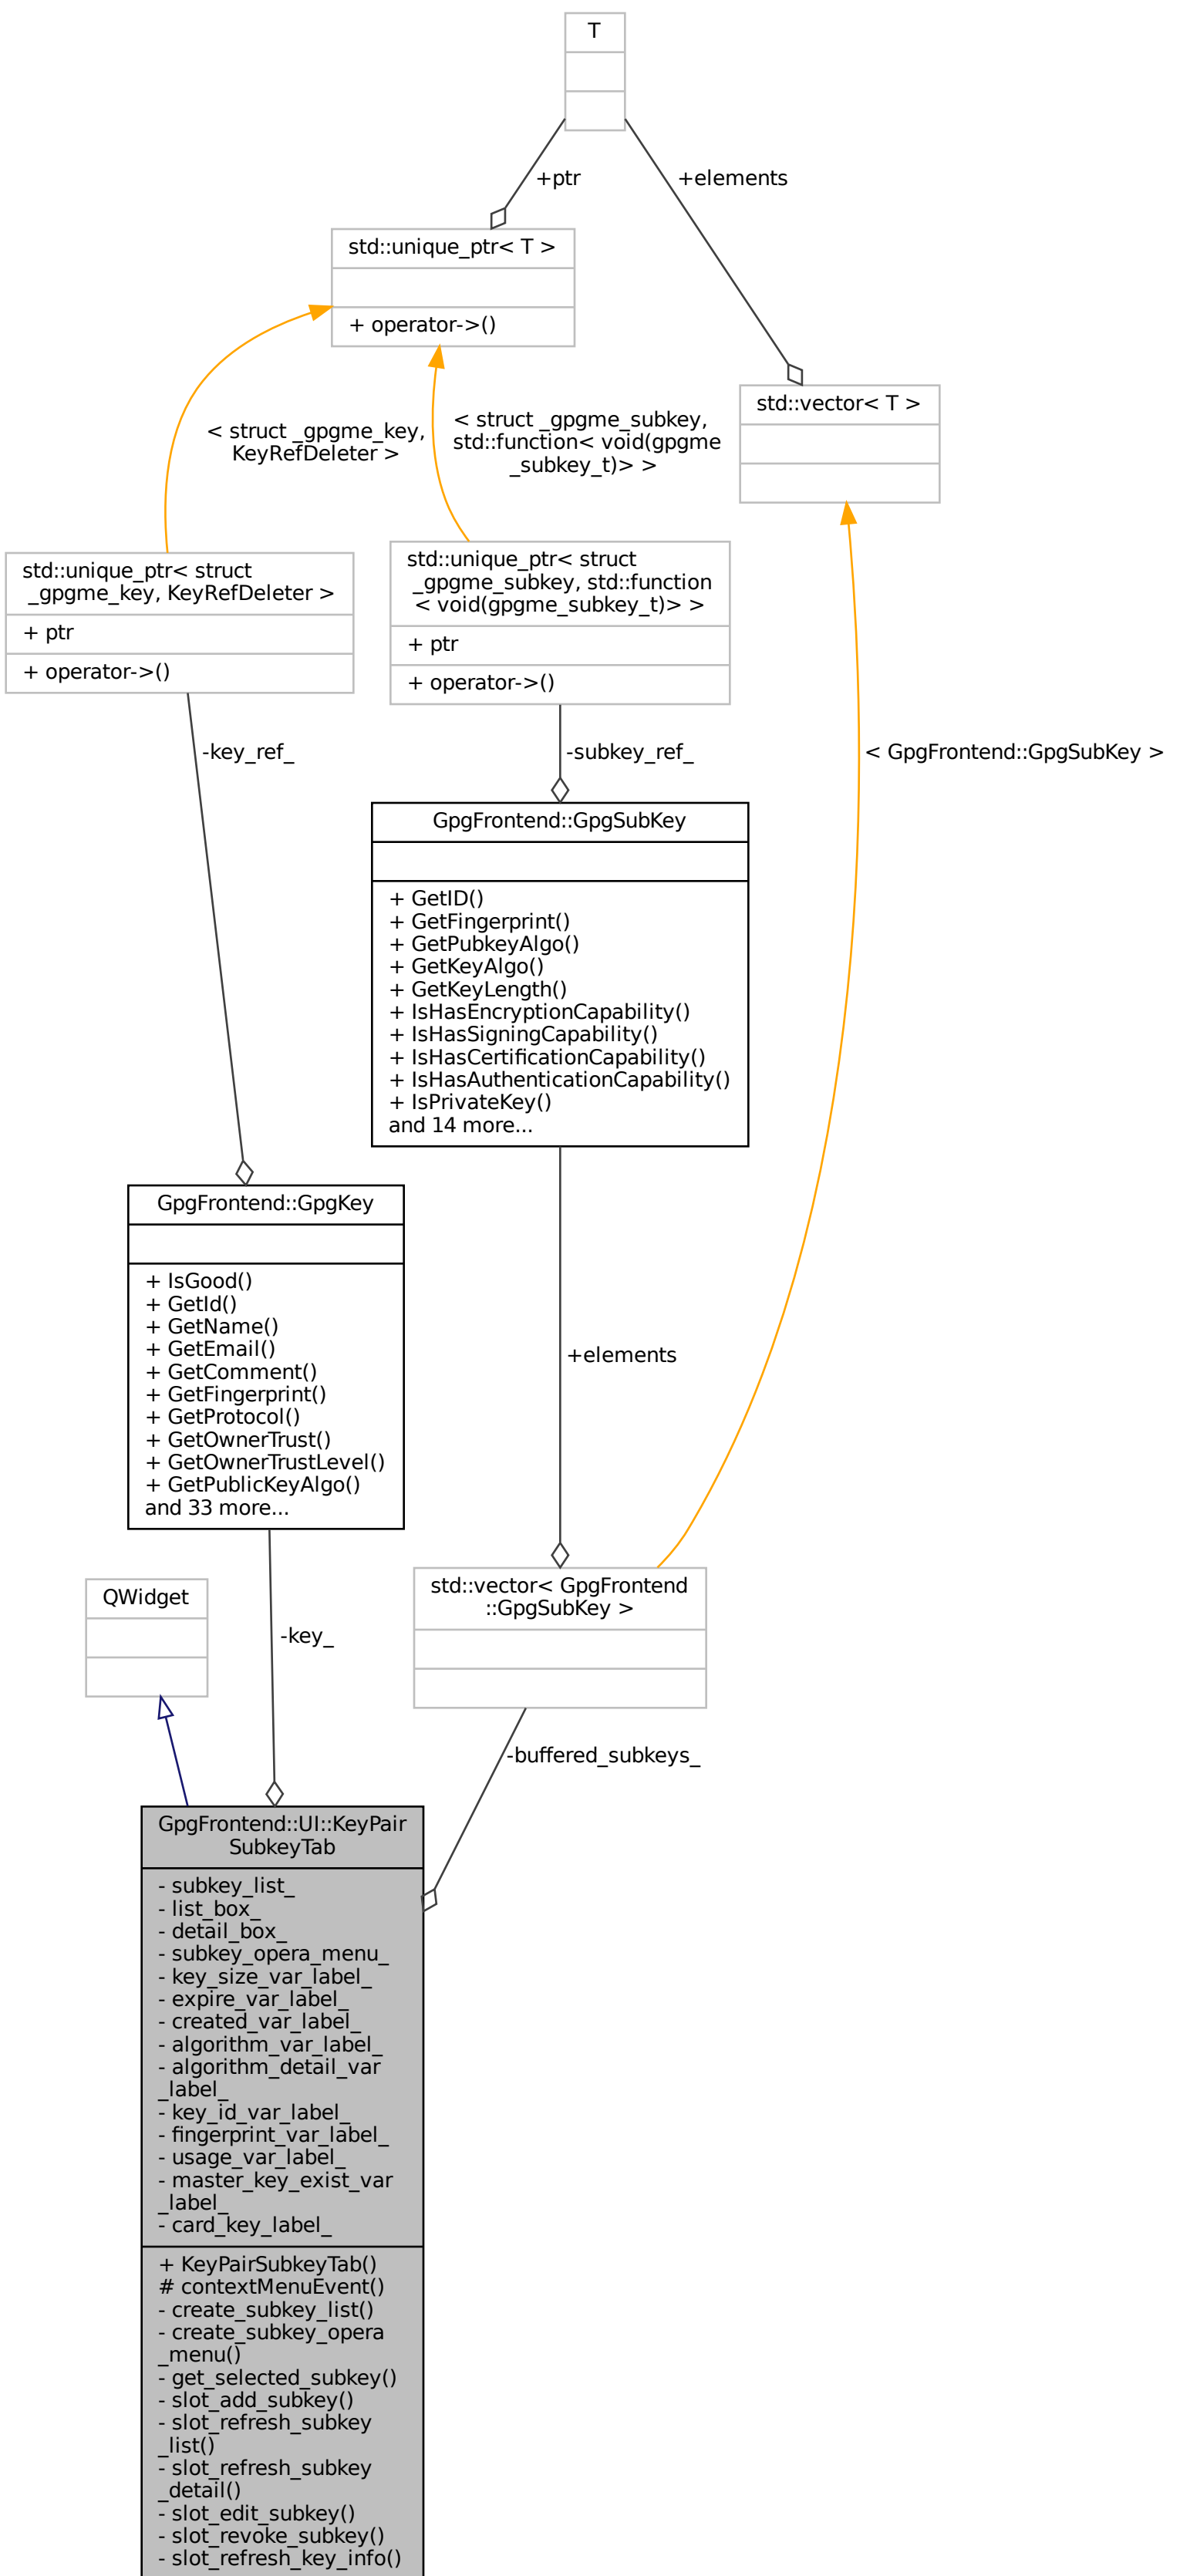 T
+ptr
+elements
std::unique_ptr< T >
+ operator->()
std::vector< T >
< struct _gpgme_key,
KeyRefDeleter >
< struct _gpgme_subkey,
std::function< void(gpgme
_subkey_t)> >
std::unique_ptr< struct
_gpgme_key, KeyRefDeleter >
+ ptr
+ operator->()
std::unique_ptr< struct
_gpgme_subkey, std::function
< void(gpgme_subkey_t)> >
+ ptr
+ operator->()
-key_ref_
-subkey_ref_
< GpgFrontend::GpgSubKey >
GpgFrontend::GpgSubKey
+ GetID()
+ GetFingerprint()
+ GetPubkeyAlgo()
+ GetKeyAlgo()
+ GetKeyLength()
+ IsHasEncryptionCapability()
+ IsHasSigningCapability()
+ IsHasCertificationCapability()
+ IsHasAuthenticationCapability()
+ IsPrivateKey()
and 14 more...
GpgFrontend::GpgKey
+ IsGood()
+ GetId()
+ GetName()
+ GetEmail()
+ GetComment()
+ GetFingerprint()
+ GetProtocol()
+ GetOwnerTrust()
+ GetOwnerTrustLevel()
+ GetPublicKeyAlgo()
and 33 more...
+elements
QWidget
-key_
std::vector< GpgFrontend
::GpgSubKey >
-buffered_subkeys_
GpgFrontend::UI::KeyPair
SubkeyTab
- subkey_list_
- list_box_
- detail_box_
- subkey_opera_menu_
- key_size_var_label_
- expire_var_label_
- created_var_label_
- algorithm_var_label_
- algorithm_detail_var
_label_
- key_id_var_label_
- fingerprint_var_label_
- usage_var_label_
- master_key_exist_var
_label_
- card_key_label_
+ KeyPairSubkeyTab()
# contextMenuEvent()
- create_subkey_list()
- create_subkey_opera
_menu()
- get_selected_subkey()
- slot_add_subkey()
- slot_refresh_subkey
_list()
- slot_refresh_subkey
_detail()
- slot_edit_subkey()
- slot_revoke_subkey()
- slot_refresh_key_info()